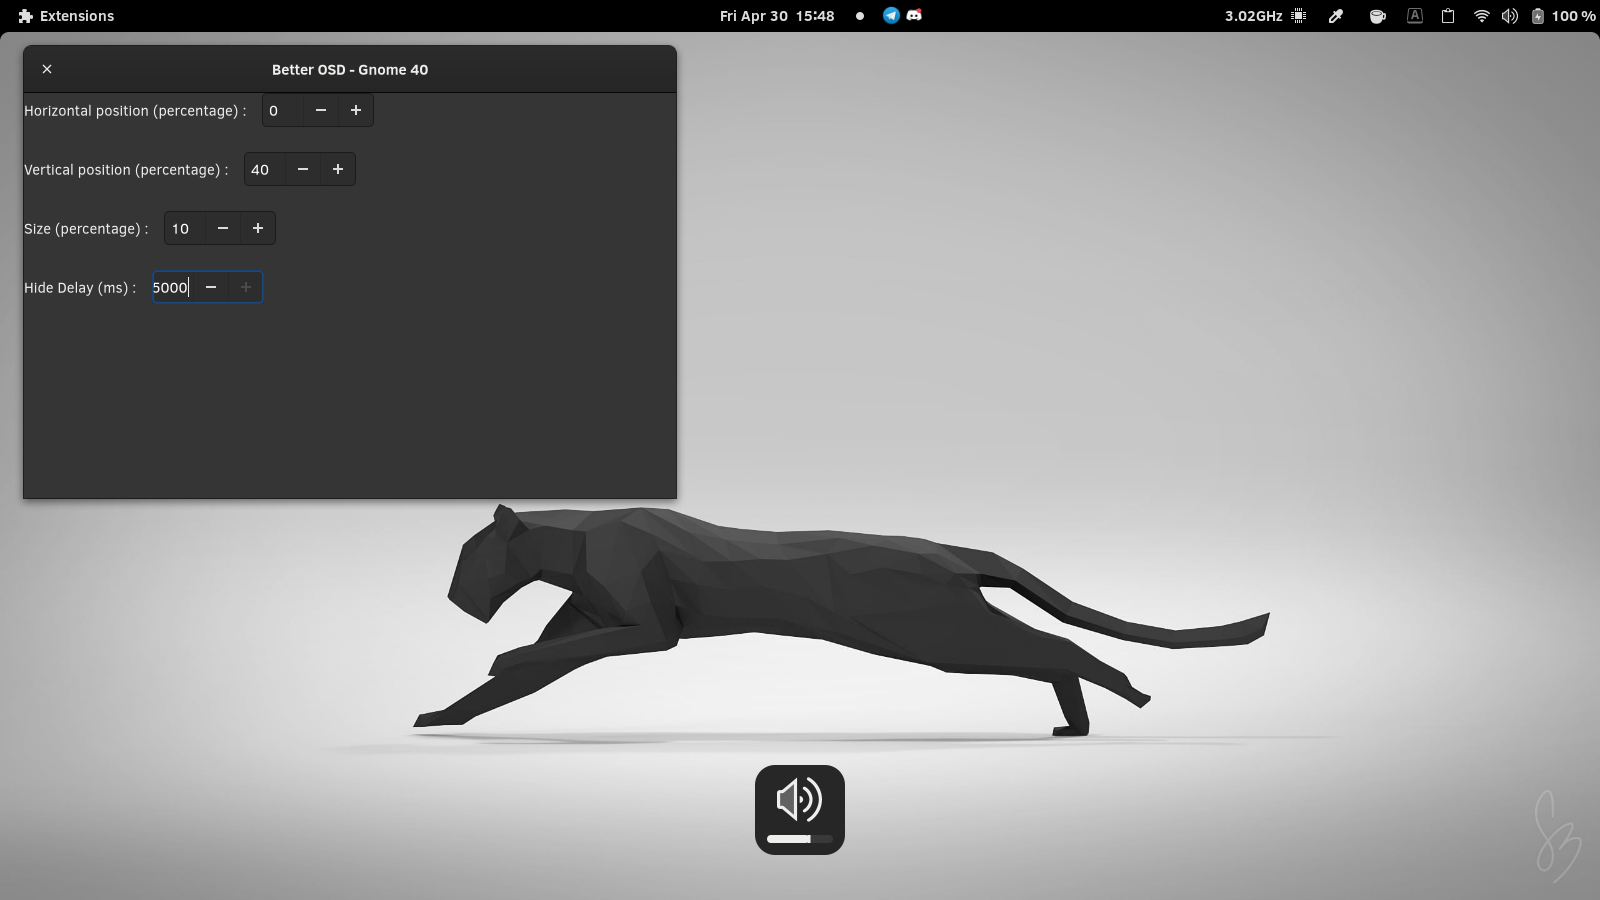 Extensions
Fri Apr 30 15:48
3.02GHz
A
100 %
Better OSD - Gnome 40
Horizontal position (percentage) : 0
Vertical position (percentage) : 40
Size (percentage) : 10
Hide Delay (ms) : 5000